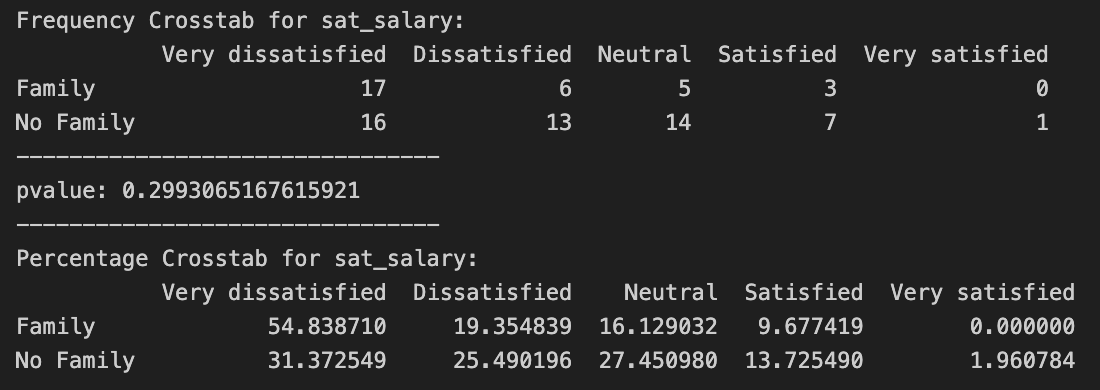 Frequency Crosstab for sat_salary:
Very dissatisfied Dissatisfied Neutral Satisfied Very satisfied
Family 17 6 5 3 0
No Family 16 13 14 7 1
--------------------------------
pvalue: 0.2993065167615921
--------------------------------
Percentage Crosstab for sat_salary:
Very dissatisfied Dissatisfied Neutral Satisfied Very satisfied
Family 54.838710 19.354839 16.129032 9.677419 0.000000
No Family 31.372549 25.490196 27.450980 13.725490 1.960784